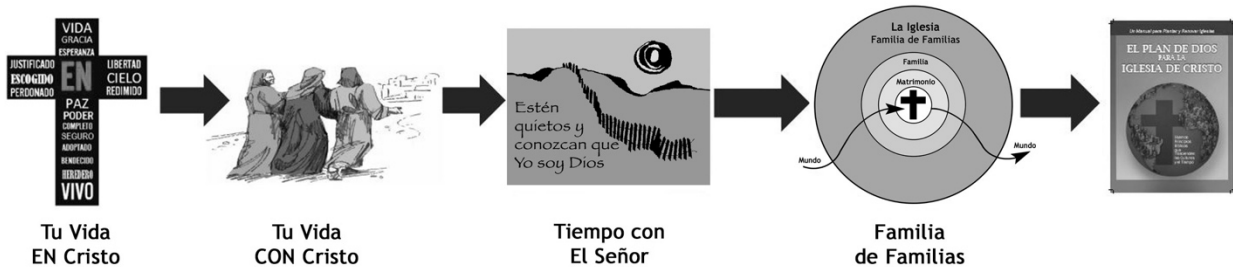 VIDA
GRACIA
ESPERANZA
JUSTIFICADO
ESCOGIDO
PERDONADO
EN
LIBERTAD
CIELO
REDIMIDO
PAZ
PODER
COMPLETO
SEGURO
ADOPTADO
BENDECIDO
HEREDERO
VIVO
Tu Vida
EN Cristo
Tu Vida
CON Cristo
Estén
quietos y
conozcan que
Yo soy Dios
Tiempo con
El Señor
La Iglesia
Familia de Familias
Familia
Matrimonio
Mundo
Mundo
Familia
de Familias
Un Manual para Plantar y Renovar Iglesias
EL PLAN DE DIOS
PARA LA
IGLESIA DE CRISTO